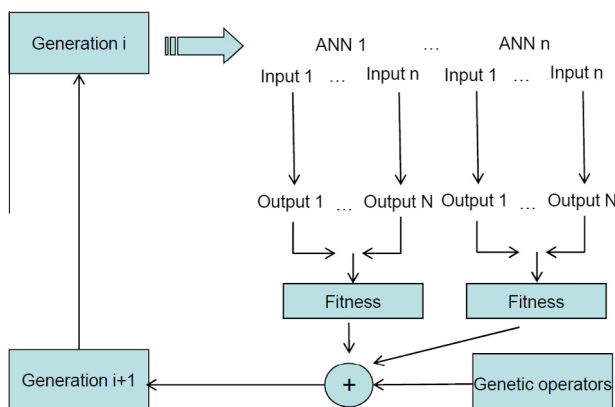 Generation i
ANN 1 ... ANN n
Input 1 ... Input n Input 1 ... Input n
Output 1 ... Output N Output 1 ... Output N
Fitness Fitness
Generation i+1 + Genetic operators